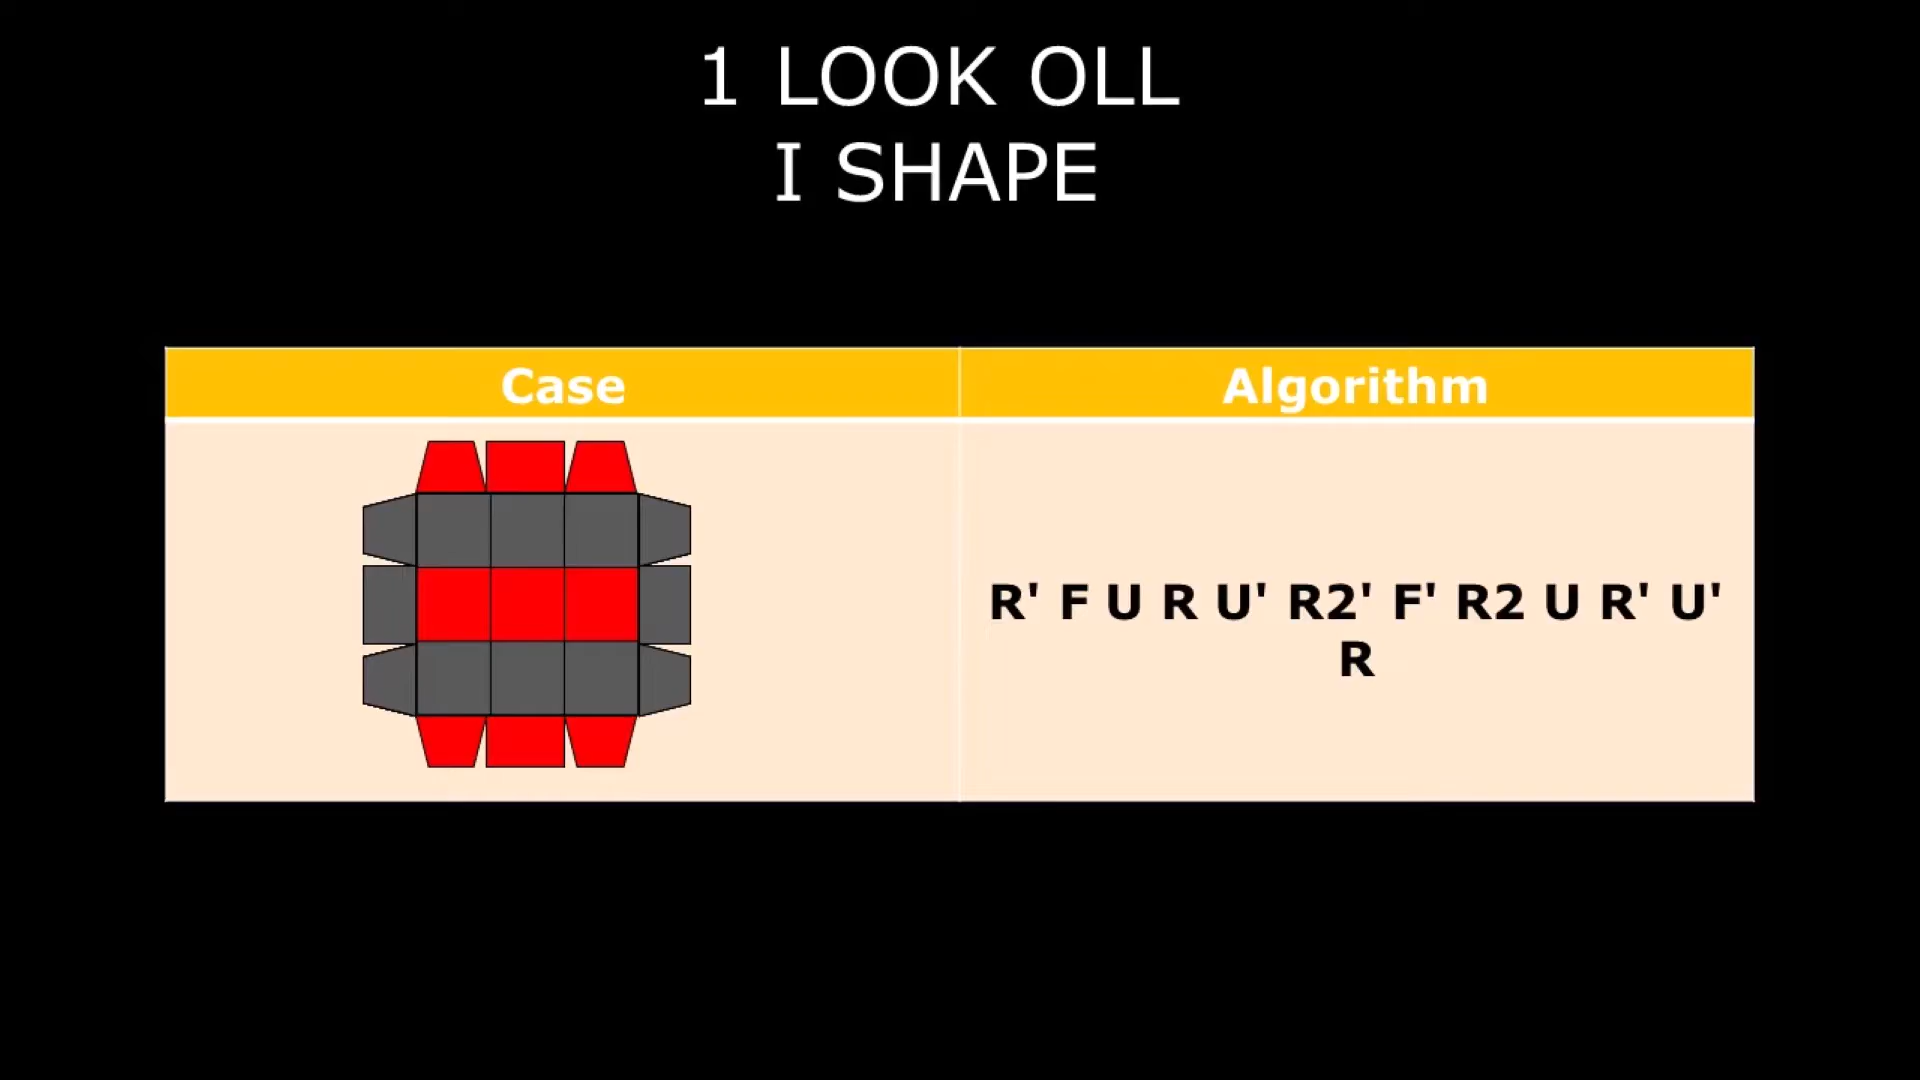 1 LOOK OLL
I SHAPE
Case
Algorithm
R' F U R U' R2' F' R2 U R' U'
R